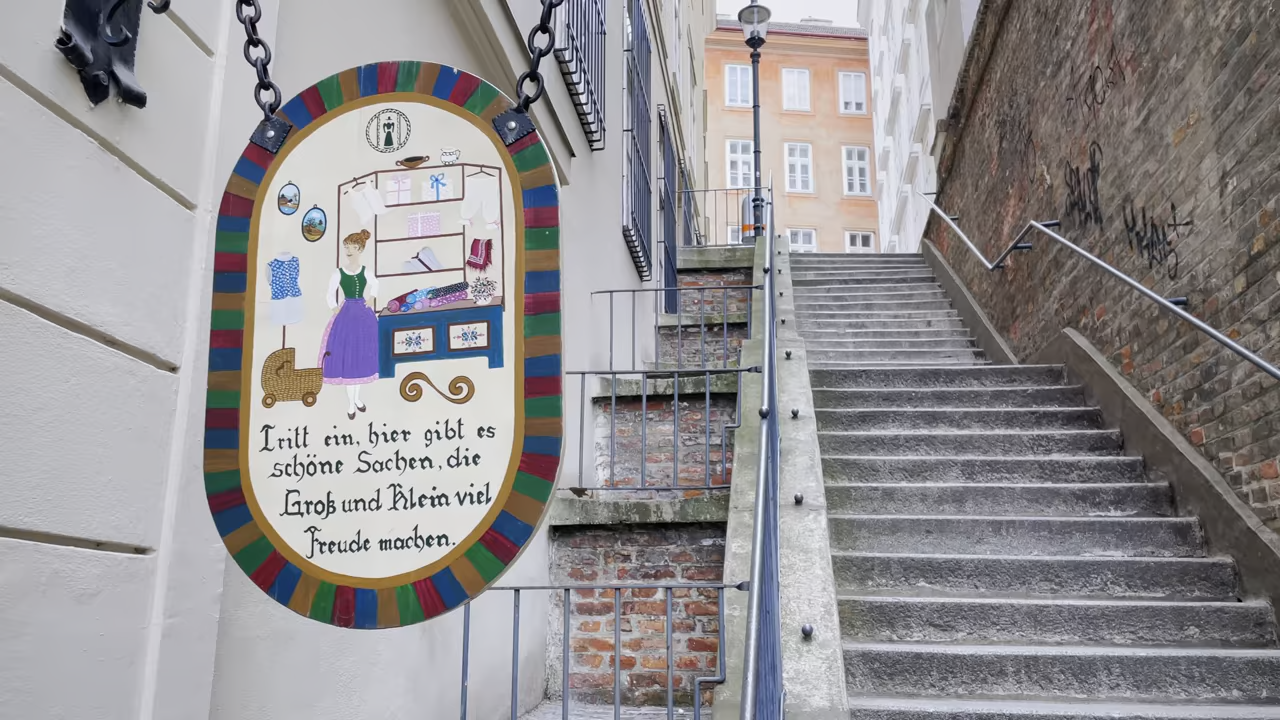 Tritt ein, hier gibt es
schöne Sachen, die
Groß und Klein viel
Freude machen.